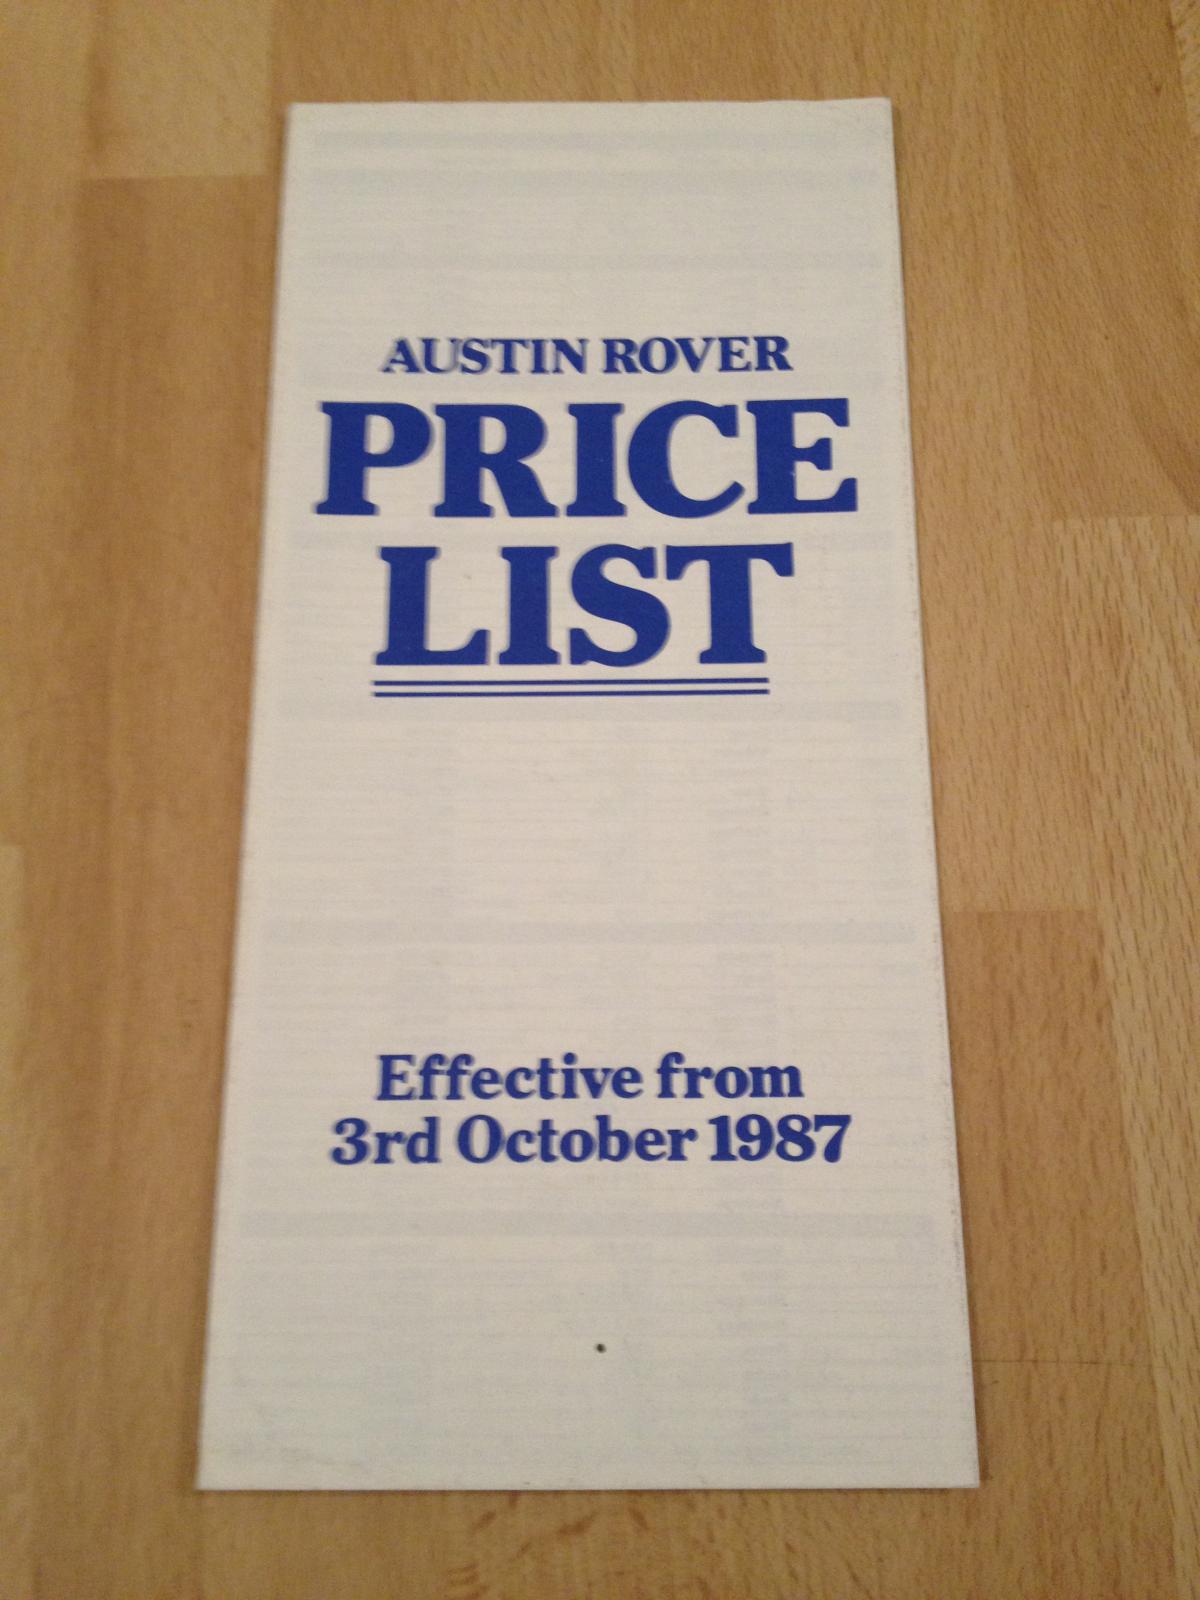 AUSTIN ROVER
PRICE
LIST
Effective from
3rd October 1987